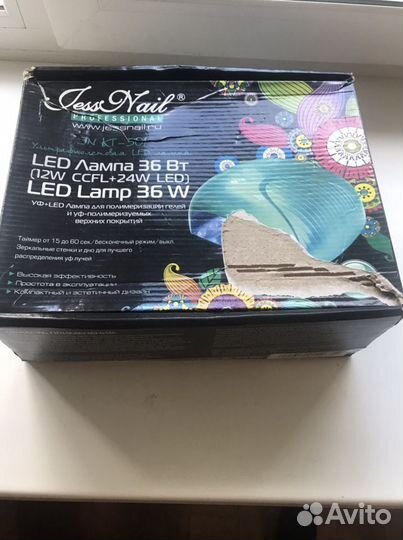 JessNail®
PROFESSIONAL
www.jessnail.ru
Ультрафиолетовая LED
LED Лампа 36 Вт
(12W CCFL+24W LED)
LED Lamp 36 W
УФ+LED Лампа для полимеризации гелей
и уф-полимеризуемых
верхних покрытий
Таймер от 15 до 60 сек./бесконечный режим/выкл.
Зеркальные стенки и дно для лучшего
распределения уф лучей
Высокая эффективность
Простота в эксплуатации
Компактный и эстетичный дизайн
Avito